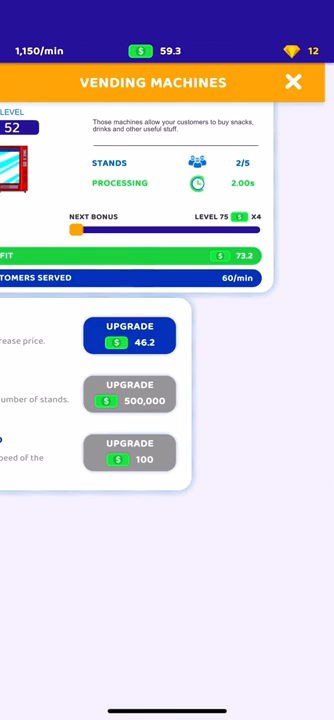 1,150/min
$ 59.3
12
VENDING MACHINES
LEVEL
52
Those machines allow your customers to buy snacks,
drinks and other useful stuff.
STANDS 2/5
PROCESSING 2.00s
NEXT BONUS LEVEL 75 $ X4
FIT $ 73.2
TOMERS SERVED 60/min
UPGRADE
rease price. $ 46.2
UPGRADE
umber of stands. $ 500,000
UPGRADE
peed of the $ 100